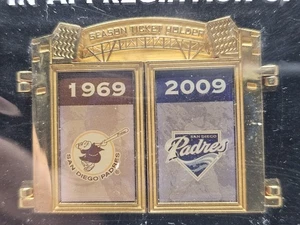 IN APPRECIATION OF
SEASON TICKET HOLDER
1969
2009
SAN DIEGO PADRES
SAN DIEGO
Padres